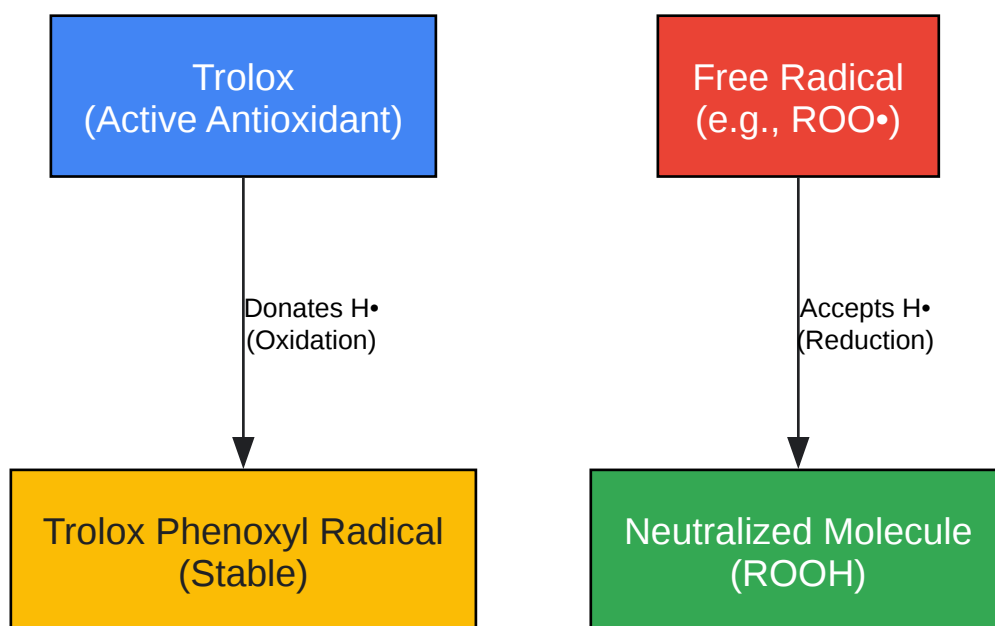 Trolox
(Active Antioxidant)
Free Radical
(e.g., ROO•)
Donates H•
(Oxidation)
Accepts H•
(Reduction)
Trolox Phenoxyl Radical
(Stable)
Neutralized Molecule
(ROOH)